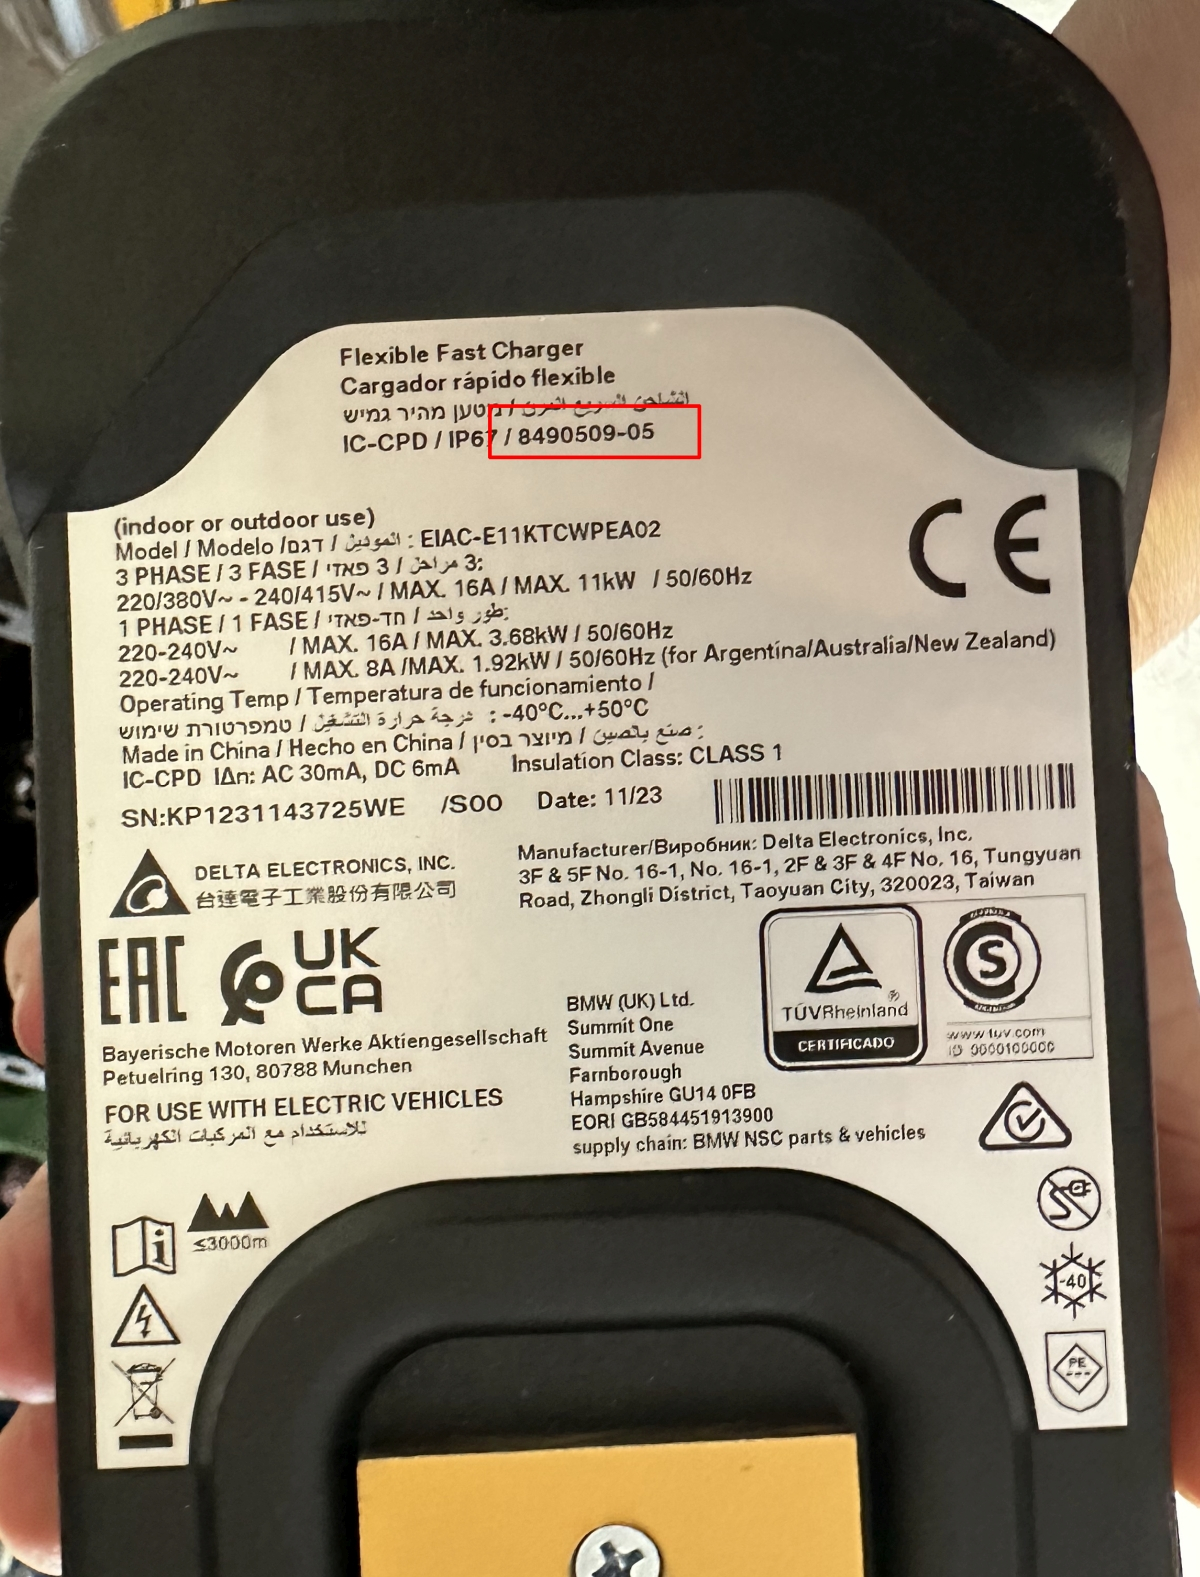 Flexible Fast Charger
Cargador rápido flexible
מטען מהיר גמיש / الشاحن السريع المرن
IC-CPD / IP67 / 8490509-05
(indoor or outdoor use)
Model / Modelo / דגם / الموديل : EIAC-E11KTCWPEA02
3 PHASE / 3 FASE / 3 פאזי / 3 مراحل:
220/380V~ - 240/415V~ / MAX. 16A / MAX. 11kW / 50/60Hz
1 PHASE / 1 FASE / חד-פאזי / طور واحد:
220-240V~ / MAX. 16A / MAX. 3.68kW / 50/60Hz
220-240V~ / MAX. 8A /MAX. 1.92kW / 50/60Hz (for Argentina/Australia/New Zealand)
Operating Temp / Temperatura de funcionamiento /
טמפרטורת שימוש / درجة حرارة التشغيل : -40°C...+50°C
Made in China / Hecho en China / מיוצר בסין / صنع بالصين :
IC-CPD IΔn: AC 30mA, DC 6mA Insulation Class: CLASS 1
SN:KP1231143725WE /S00 Date: 11/23
CE
DELTA ELECTRONICS, INC.
台達電子工業股份有限公司
Manufacturer/Виробник: Delta Electronics, Inc.
3F & 5F No. 16-1, No. 16-1, 2F & 3F & 4F No. 16, Tungyuan
Road, Zhongli District, Taoyuan City, 320023, Taiwan
EAC
UK
CA
Bayerische Motoren Werke Aktiengesellschaft
Petuelring 130, 80788 Munchen
FOR USE WITH ELECTRIC VEHICLES
للاستخدام مع المركبات الكهربائية
BMW (UK) Ltd.
Summit One
Summit Avenue
Farnborough
Hampshire GU14 0FB
EORI GB584451913900
supply chain: BMW NSC parts & vehicles
TÜVRheinland®
CERTIFICADO
S
www.tuv.com
ID 0000100000
≤3000m
-40
PE